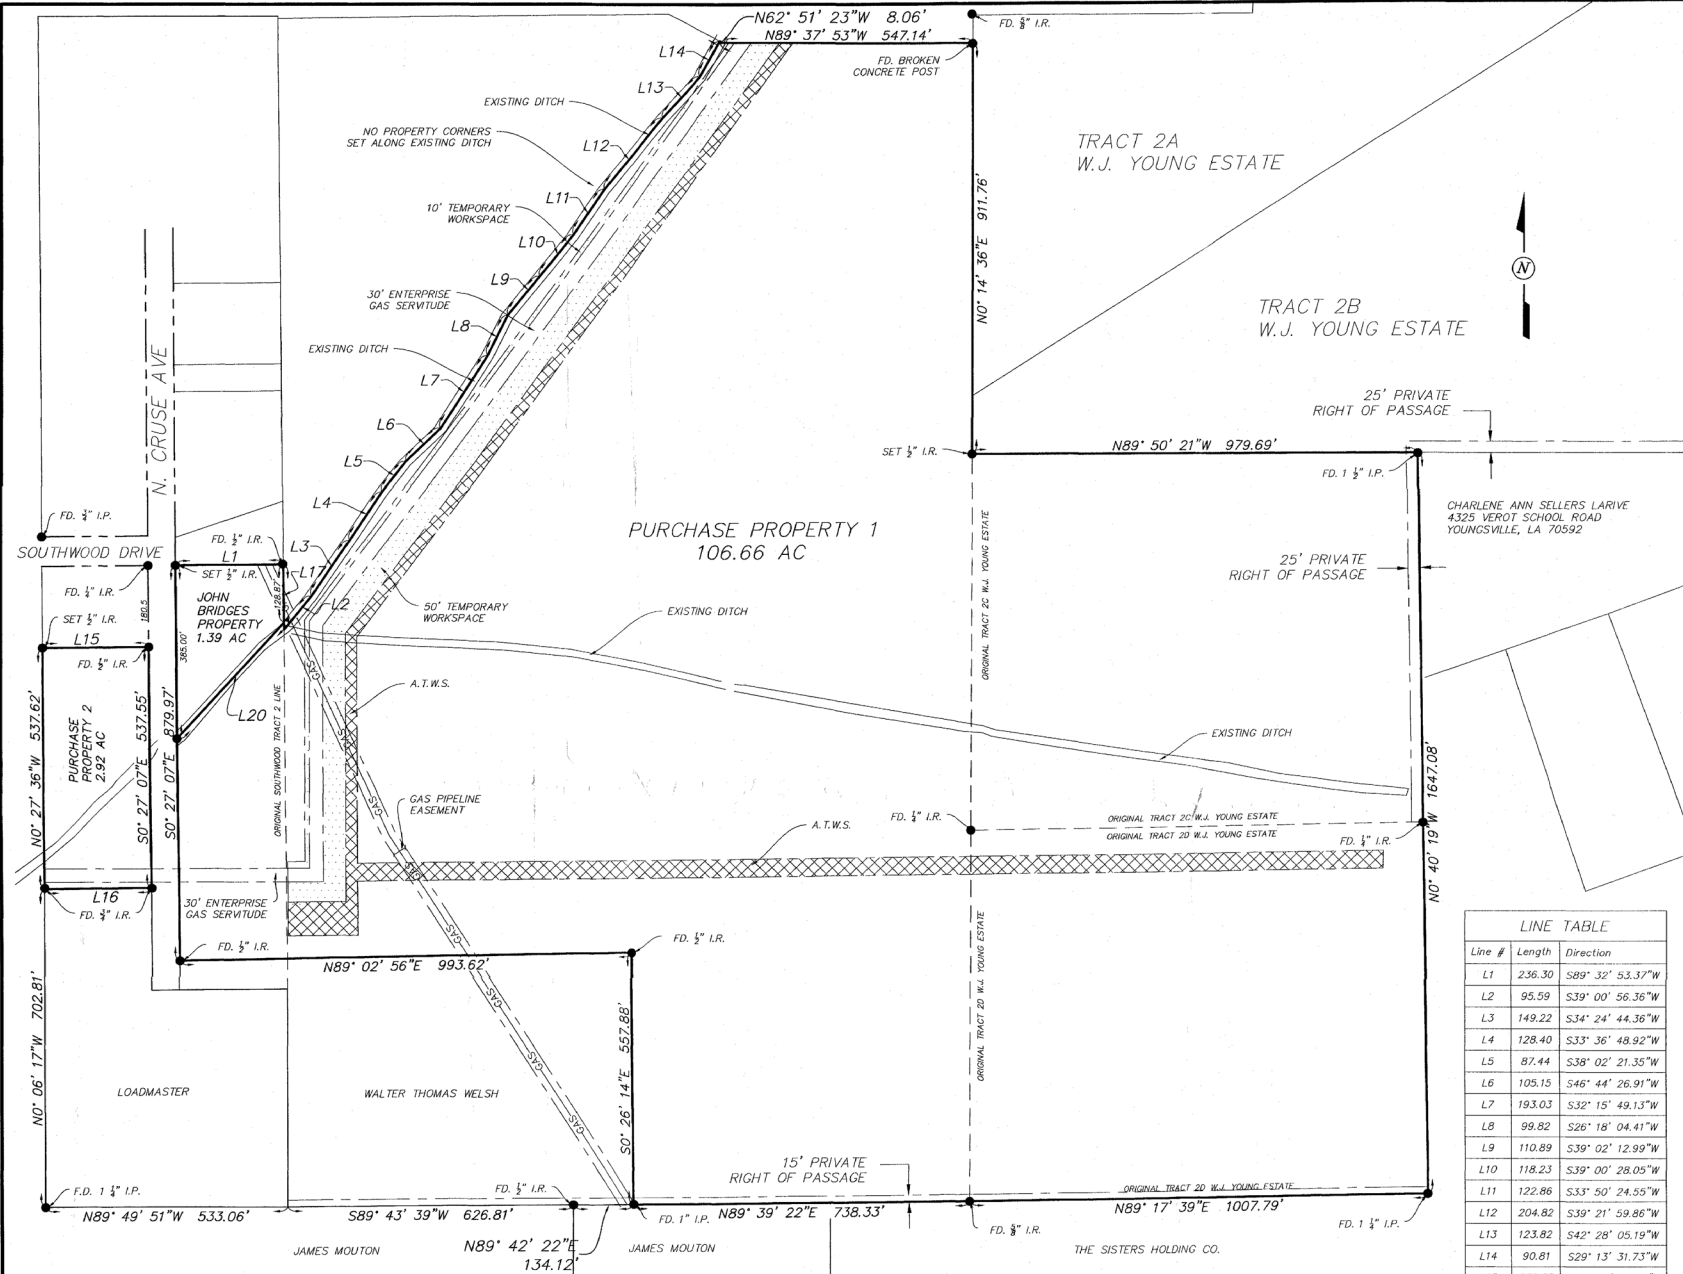 N62° 51' 23"W 8.06'
N89° 37' 53"W 547.14'
FD. 5/8" I.R.
FD. BROKEN
CONCRETE POST
L14
L13
EXISTING DITCH
NO PROPERTY CORNERS
SET ALONG EXISTING DITCH
L12
L11
10' TEMPORARY
WORKSPACE
L10
L9
30' ENTERPRISE
GAS SERVITUDE
L8
EXISTING DITCH
L7
L6
L5
L4
L3
TRACT 2A
W.J. YOUNG ESTATE
N0° 14' 36"E 911.76'
N
TRACT 2B
W.J. YOUNG ESTATE
25' PRIVATE
RIGHT OF PASSAGE
N89° 50' 21"W 979.69'
SET 1/2" I.R.
FD. 1 1/2" I.P.
CHARLENE ANN SELLERS LARIVE
4325 VEROT SCHOOL ROAD
YOUNGSVILLE, LA 70592
25' PRIVATE
RIGHT OF PASSAGE
N. CRUSE AVE
FD. 3/4" I.P.
SOUTHWOOD DRIVE
FD. 1/2" I.R.
L1
SET 1/2" I.R.
FD. 1/4" I.R.
L17
128.87'
L2
JOHN
BRIDGES
PROPERTY
1.39 AC
180.5
385.00'
SET 1/2" I.R.
L15
FD. 1/2" I.R.
PURCHASE PROPERTY 1
106.66 AC
50' TEMPORARY
WORKSPACE
EXISTING DITCH
ORIGINAL TRACT 2C W.J. YOUNG ESTATE
A.T.W.S.
L20
N0° 27' 36"W 537.62'
PURCHASE
PROPERTY 2
2.92 AC
S0° 27' 07"E 537.55'
S0° 27' 07"E 879.97'
ORIGINAL SOUTHWOOD TRACT 2 LINE
GAS
GAS
GAS
GAS
GAS
GAS
GAS
GAS
GAS PIPELINE
EASEMENT
EXISTING DITCH
A.T.W.S.
FD. 1/4" I.R.
ORIGINAL TRACT 2C W.J. YOUNG ESTATE
ORIGINAL TRACT 2D W.J. YOUNG ESTATE
FD. 1/4" I.R.
N0° 40' 19"W 1647.08'
L16
FD. 3/4" I.R.
30' ENTERPRISE
GAS SERVITUDE
FD. 1/2" I.R.
N89° 02' 56"E 993.62'
FD. 1/2" I.R.
ORIGINAL TRACT 2D W.J. YOUNG ESTATE
N0° 06' 17"W 702.81'
LOADMASTER
WALTER THOMAS WELSH
S0° 26' 14"E 557.88'
15' PRIVATE
RIGHT OF PASSAGE
ORIGINAL TRACT 2D W.J. YOUNG ESTATE
F.D. 1 1/4" I.P.
FD. 1/2" I.R.
N89° 49' 51"W 533.06'
S89° 43' 39"W 626.81'
FD. 1" I.P.
N89° 39' 22"E 738.33'
FD. 5/8" I.R.
N89° 17' 39"E 1007.79'
FD. 1 1/4" I.P.
JAMES MOUTON
N89° 42' 22"E
134.12'
JAMES MOUTON
THE SISTERS HOLDING CO.
LINE TABLE
Line # Length Direction
L1 236.30 S89° 32' 53.37"W
L2 95.59 S39° 00' 56.36"W
L3 149.22 S34° 24' 44.36"W
L4 128.40 S33° 36' 48.92"W
L5 87.44 S38° 02' 21.35"W
L6 105.15 S46° 44' 26.91"W
L7 193.03 S32° 15' 49.13"W
L8 99.82 S26° 18' 04.41"W
L9 110.89 S39° 02' 12.99"W
L10 118.23 S39° 00' 28.05"W
L11 122.86 S33° 50' 24.55"W
L12 204.82 S39° 21' 59.86"W
L13 123.82 S42° 28' 05.19"W
L14 90.81 S29° 13' 31.73"W